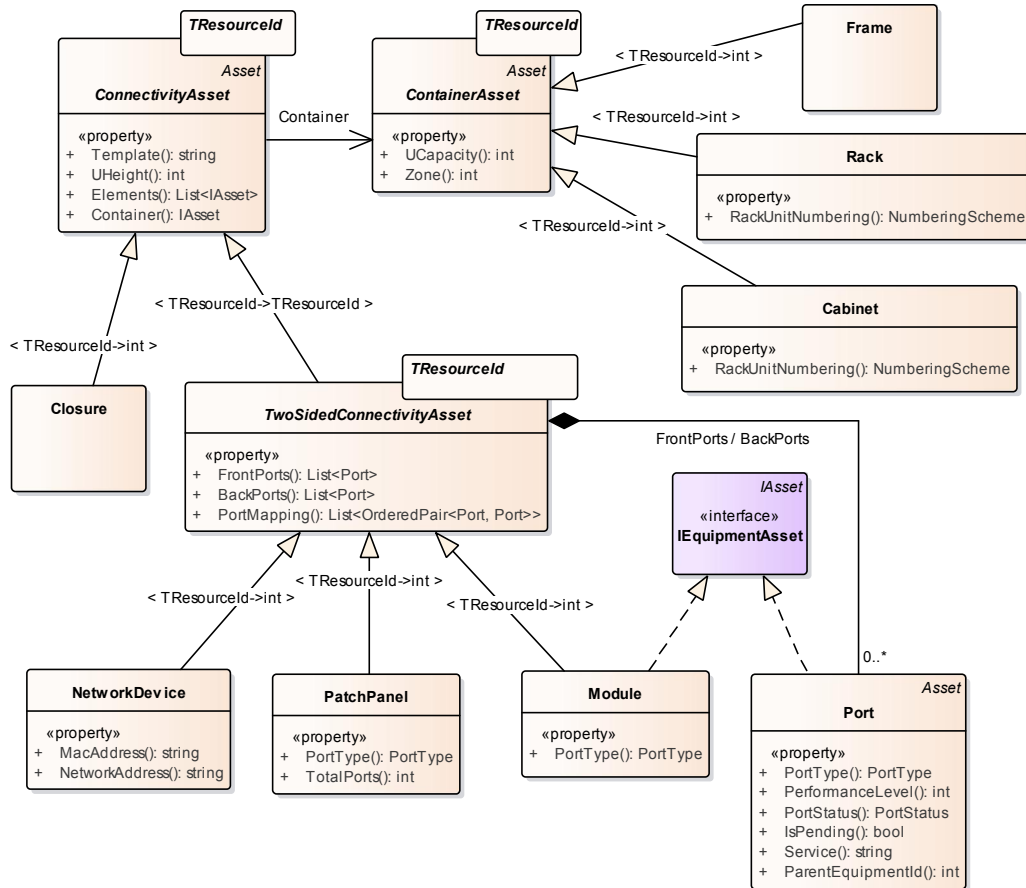 TResourceId
Asset
ConnectivityAsset
«property»
+ Template(): string
+ UHeight(): int
+ Elements(): List<IAsset>
+ Container(): IAsset
Container
TResourceId
Asset
ContainerAsset
«property»
+ UCapacity(): int
+ Zone(): int
< TResourceId->int >
Frame
< TResourceId->int >
Rack
«property»
+ RackUnitNumbering(): NumberingScheme
< TResourceId->int >
Cabinet
«property»
+ RackUnitNumbering(): NumberingScheme
< TResourceId->TResourceId >
< TResourceId->int >
Closure
TResourceId
TwoSidedConnectivityAsset
«property»
+ FrontPorts(): List<Port>
+ BackPorts(): List<Port>
+ PortMapping(): List<OrderedPair<Port, Port>>
FrontPorts / BackPorts
IAsset
«interface»
IEquipmentAsset
< TResourceId->int >
< TResourceId->int >
< TResourceId->int >
0..*
NetworkDevice
«property»
+ MacAddress(): string
+ NetworkAddress(): string
PatchPanel
«property»
+ PortType(): PortType
+ TotalPorts(): int
Module
«property»
+ PortType(): PortType
Asset
Port
«property»
+ PortType(): PortType
+ PerformanceLevel(): int
+ PortStatus(): PortStatus
+ IsPending(): bool
+ Service(): string
+ ParentEquipmentId(): int